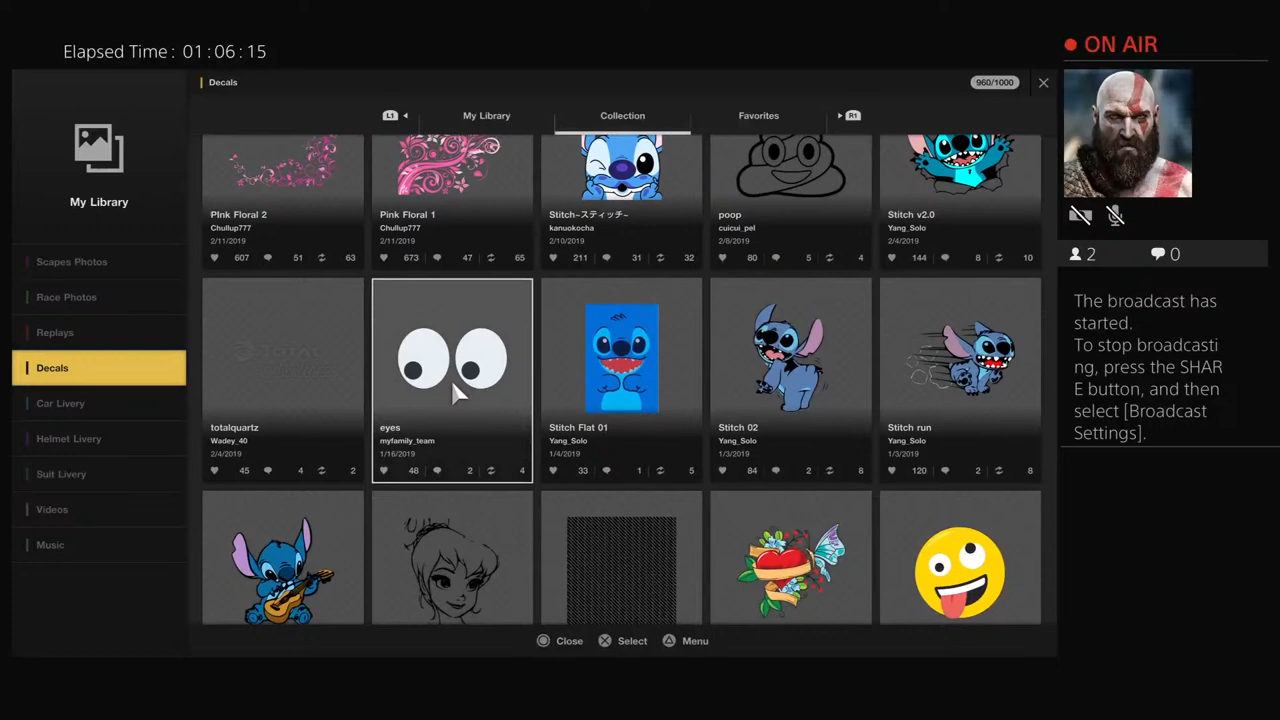 Elapsed Time: 01:06:15
ON AIR
My Library
Scapes Photos
Race Photos
Replays
Decals
Car Livery
Helmet Livery
Suit Livery
Videos
Music
Decals
960/1000
L1
My Library
Collection
Favorites
R1
PInk Floral 2
Chullup777
2/11/2019
607 51 63
Pink Floral 1
Chullup777
2/11/2019
673 47 65
Stitch~スティッチ~
kanuokocha
2/10/2019
211 31 32
poop
cuicui_pel
2/8/2019
80 5 4
Stitch v2.0
Yang_Solo
2/4/2019
144 8 10
totalquartz
Wadey_40
2/4/2019
45 4 2
eyes
myfamily_team
1/16/2019
48 2 4
Stitch Flat 01
Yang_Solo
1/4/2019
33 1 5
Stitch 02
Yang_Solo
1/3/2019
84 2 8
Stitch run
Yang_Solo
1/3/2019
120 2 8
Close
Select
Menu
2 0
The broadcast has
started.
To stop broadcasti
ng, press the SHAR
E button, and then
select [Broadcast
Settings].